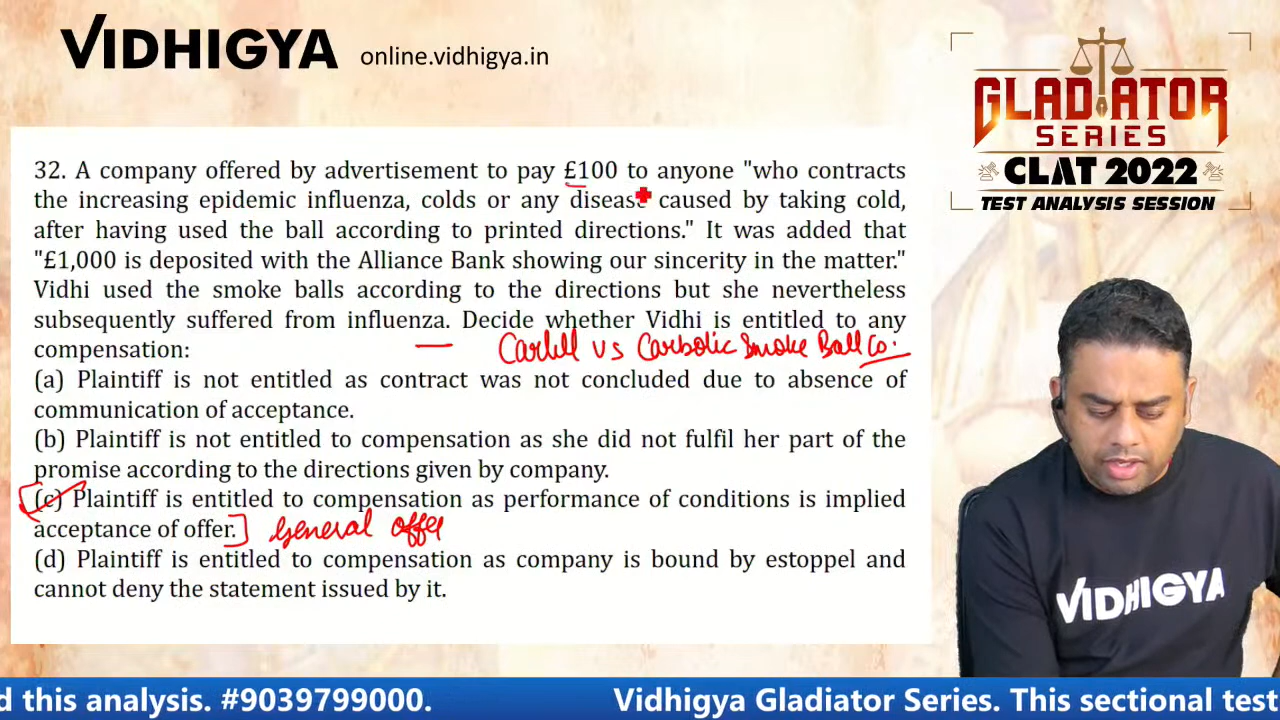 VIDHIGYA online.vidhigya.in
GLADIATOR
SERIES
CLAT 2022
TEST ANALYSIS SESSION
32. A company offered by advertisement to pay £100 to anyone "who contracts
the increasing epidemic influenza, colds or any disease caused by taking cold,
after having used the ball according to printed directions." It was added that
"£1,000 is deposited with the Alliance Bank showing our sincerity in the matter."
Vidhi used the smoke balls according to the directions but she nevertheless
subsequently suffered from influenza. Decide whether Vidhi is entitled to any
compensation:
Carlill vs Carbolic Smoke Ball Co.
(a) Plaintiff is not entitled as contract was not concluded due to absence of
communication of acceptance.
(b) Plaintiff is not entitled to compensation as she did not fulfil her part of the
promise according to the directions given by company.
(c) Plaintiff is entitled to compensation as performance of conditions is implied
acceptance of offer.] General offer
(d) Plaintiff is entitled to compensation as company is bound by estoppel and
cannot deny the statement issued by it.
VIDHIGYA
d this analysis. #9039799000. Vidhigya Gladiator Series. This sectional test